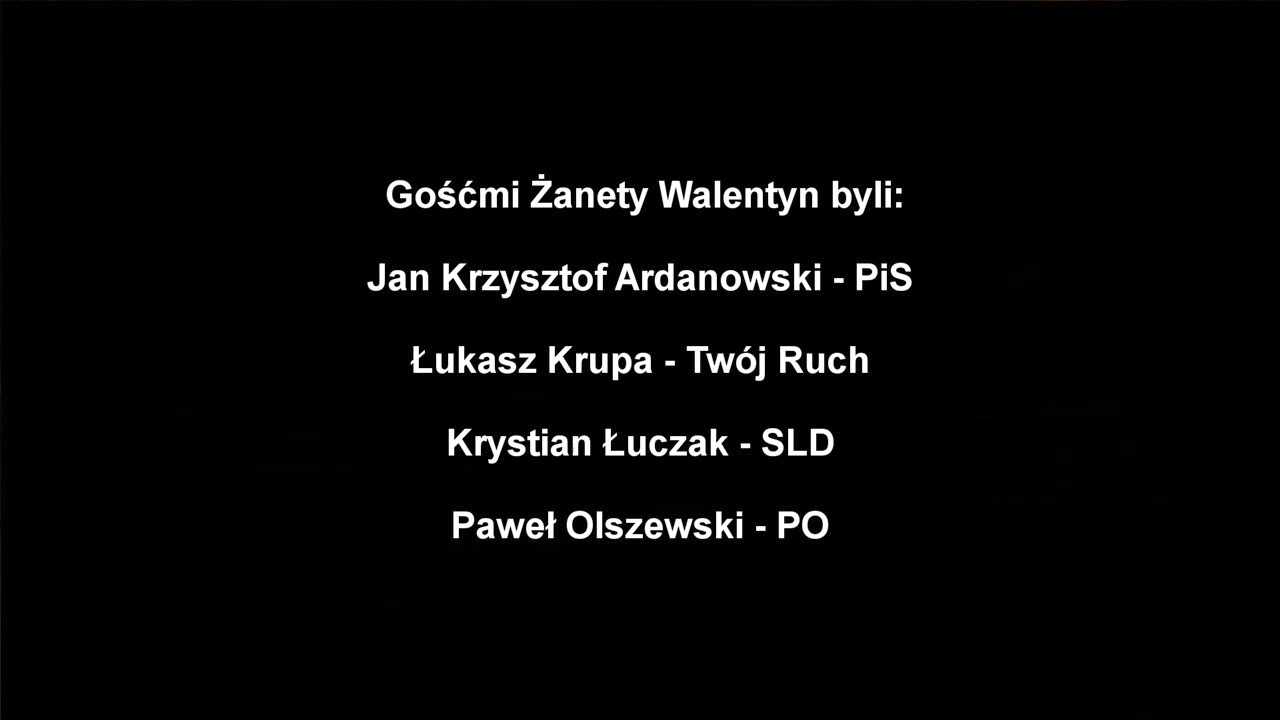 Gośćmi Żanety Walentyn byli:
Jan Krzysztof Ardanowski - PiS
Łukasz Krupa - Twój Ruch
Krystian Łuczak - SLD
Paweł Olszewski - PO